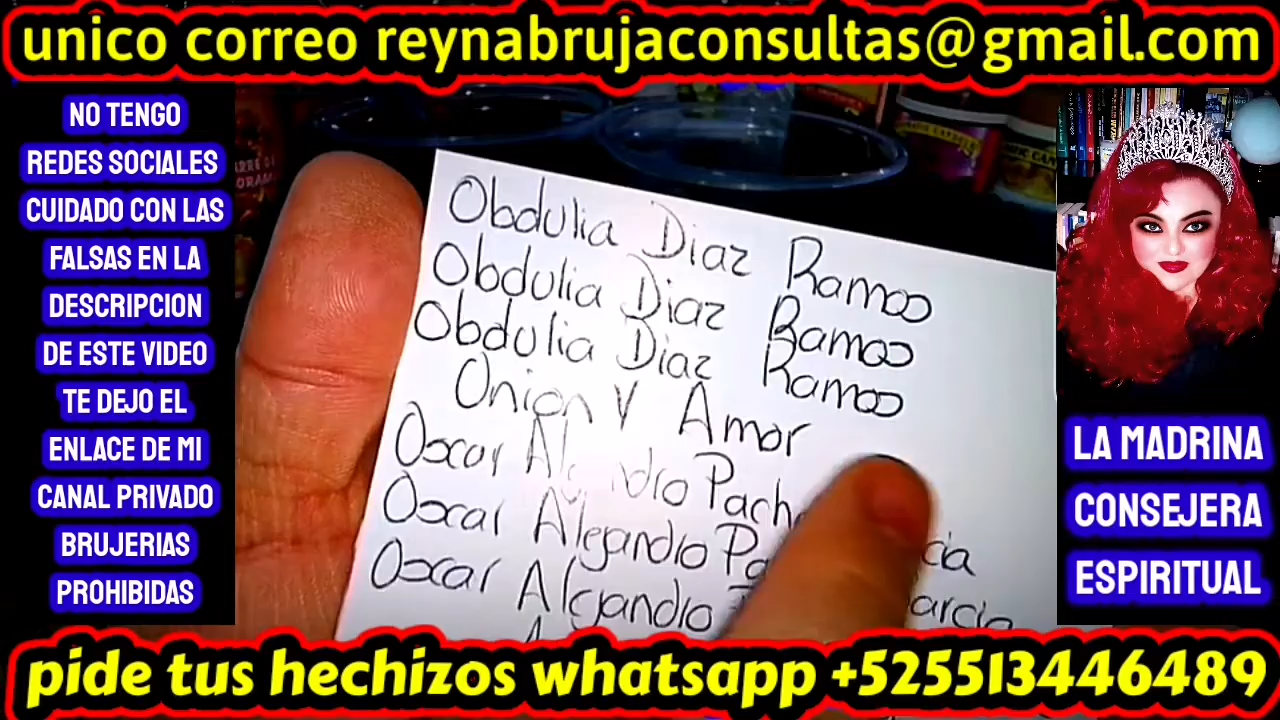 unico correo reynabrujaconsultas@gmail.com
NO TENGO
REDES SOCIALES
CUIDADO CON LAS
FALSAS EN LA
DESCRIPCION
DE ESTE VIDEO
TE DEJO EL
ENLACE DE MI
CANAL PRIVADO
BRUJERIAS
PROHIBIDAS
Obdulia Diaz Ramos
Obdulia Diaz Ramos
Obdulia Diaz Ramos
Union Y Amor
Oscar
Oscar Alejandro
Oscar Alejandro
LA MADRINA
CONSEJERA
ESPIRITUAL
pide tus hechizos whatsapp +525513446489